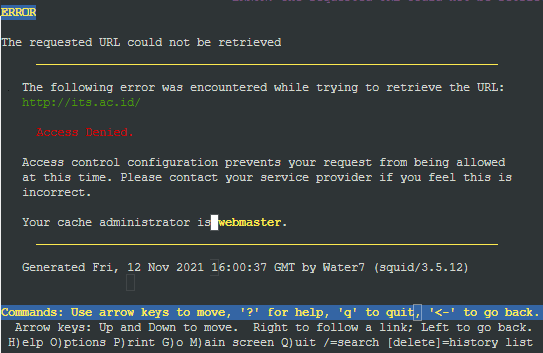 ERROR
The requested URL could not be retrieved
The following error was encountered while trying to retrieve the URL:
http://its.ac.id/
Access Denied.
Access control configuration prevents your request from being allowed
at this time. Please contact your service provider if you feel this is
incorrect.
Your cache administrator is webmaster.
Generated Fri, 12 Nov 2021 16:00:37 GMT by Water7 (squid/3.5.12)
Commands: Use arrow keys to move, '?' for help, 'q' to quit, '<-' to go back.
Arrow keys: Up and Down to move. Right to follow a link; Left to go back.
H)elp O)ptions P)rint G)o M)ain screen Q)uit /=search [delete]=history list